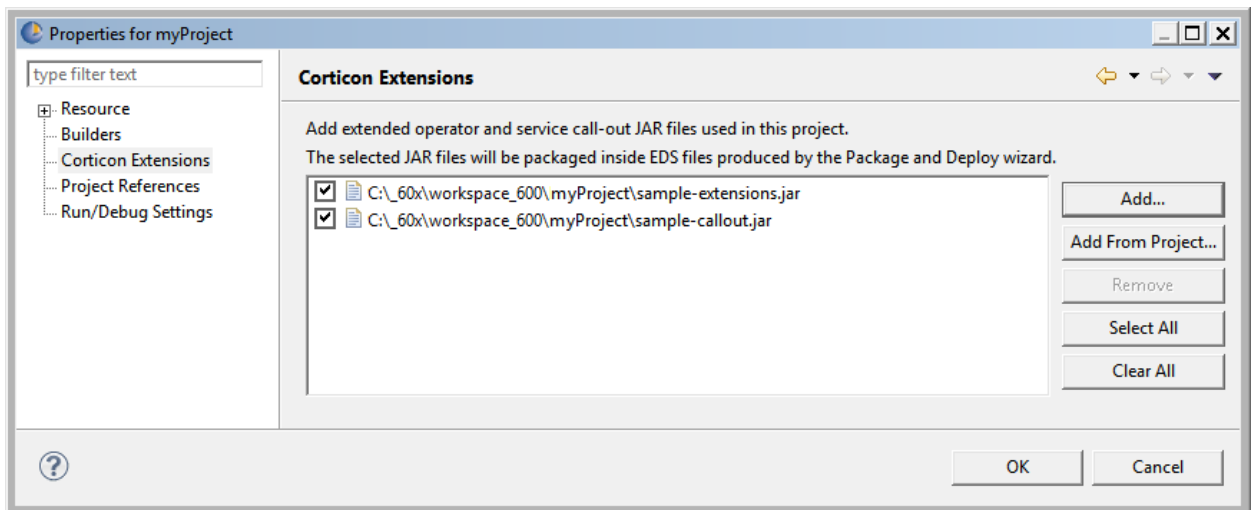 Properties for myProject
type filter text
Resource
Builders
Corticon Extensions
Project References
Run/Debug Settings
Corticon Extensions
Add extended operator and service call-out JAR files used in this project.
The selected JAR files will be packaged inside EDS files produced by the Package and Deploy wizard.
C:\_60x\workspace_600\myProject\sample-extensions.jar
C:\_60x\workspace_600\myProject\sample-callout.jar
Add...
Add From Project...
Remove
Select All
Clear All
OK
Cancel